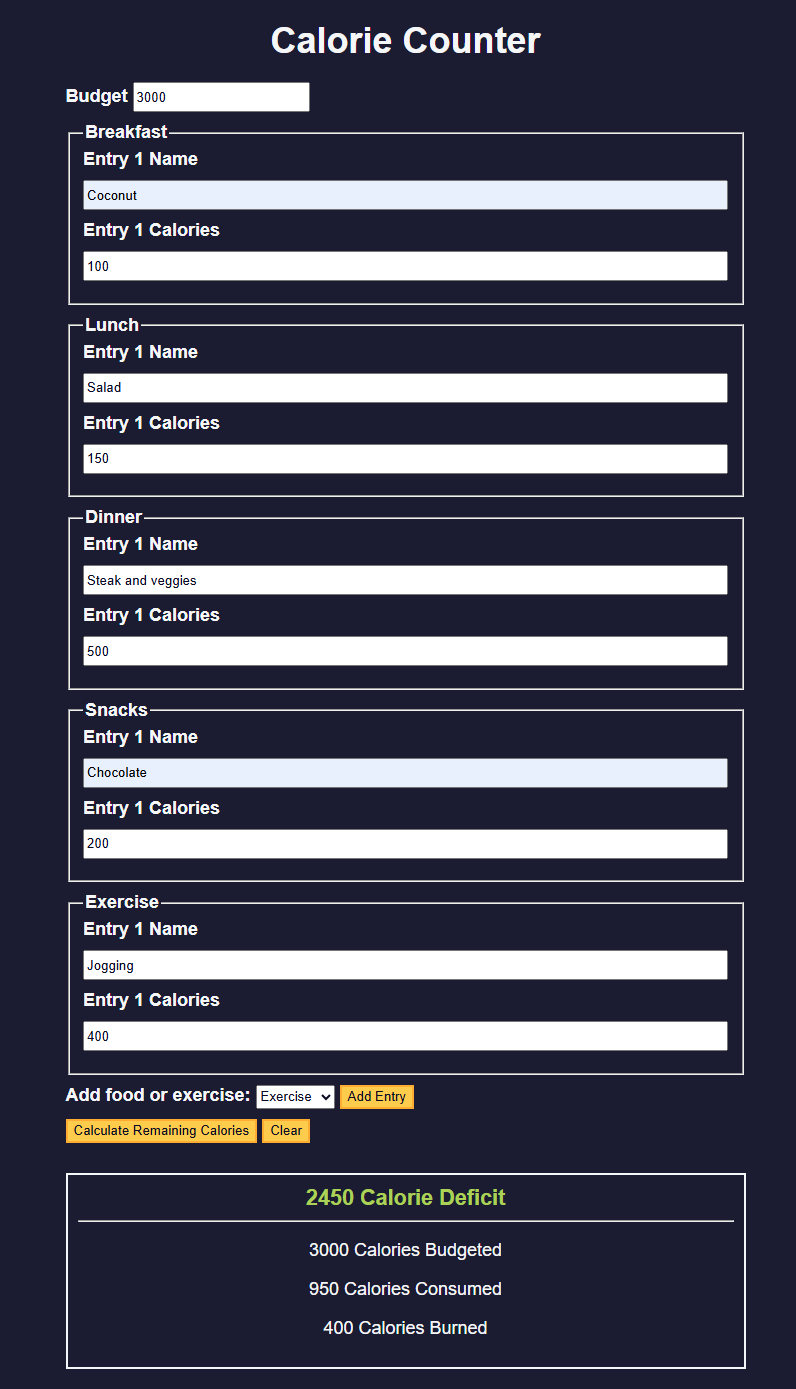 Calorie Counter
Budget 3000
Breakfast
Entry 1 Name
Coconut
Entry 1 Calories
100
Lunch
Entry 1 Name
Salad
Entry 1 Calories
150
Dinner
Entry 1 Name
Steak and veggies
Entry 1 Calories
500
Snacks
Entry 1 Name
Chocolate
Entry 1 Calories
200
Exercise
Entry 1 Name
Jogging
Entry 1 Calories
400
Add food or exercise: Exercise Add Entry
Calculate Remaining Calories Clear
2450 Calorie Deficit
3000 Calories Budgeted
950 Calories Consumed
400 Calories Burned